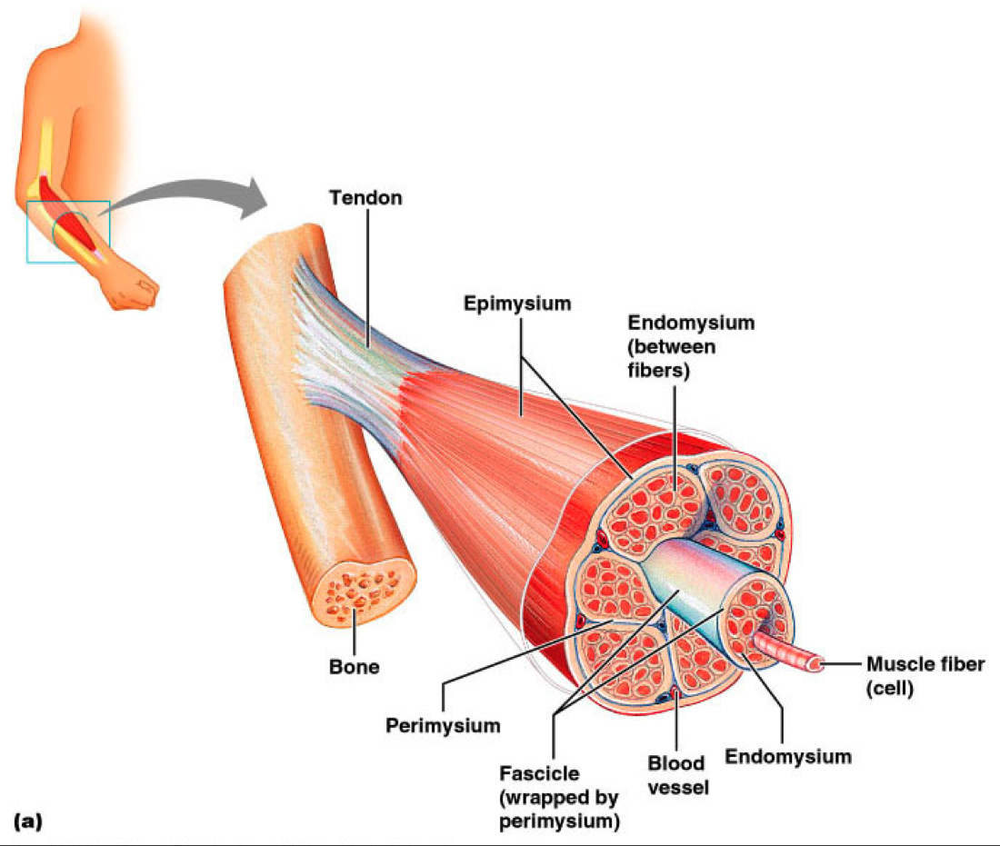 Tendon
Epimysium
Endomysium
(between
fibers)
Bone
Perimysium
Muscle fiber
(cell)
Fascicle
(wrapped by
perimysium)
Blood
vessel
Endomysium
(a)